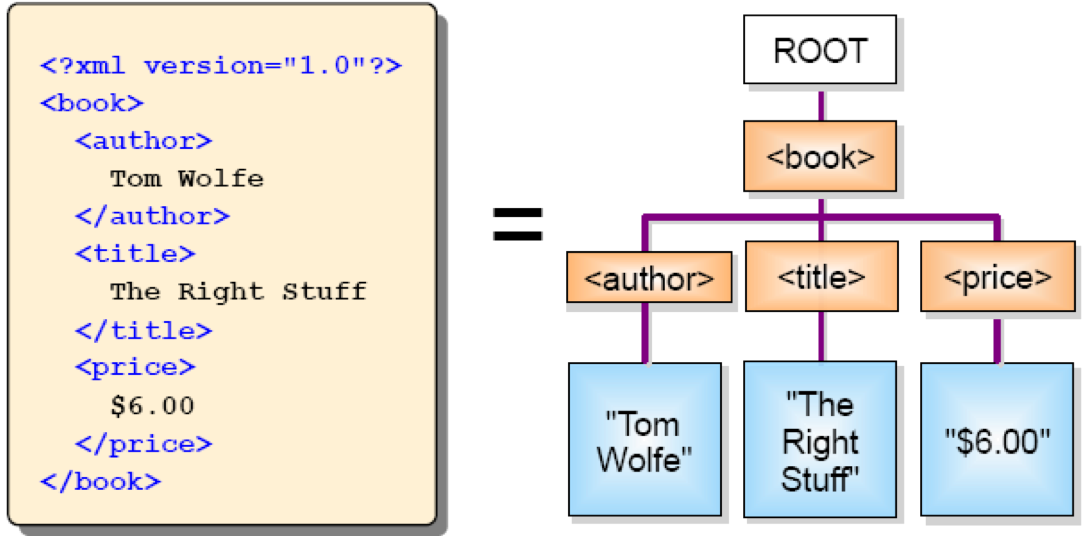 <?xml version="1.0"?>
<book>
<author>
Tom Wolfe
</author>
<title>
The Right Stuff
</title>
<price>
$6.00
</price>
</book>
=
ROOT
<book>
<author>
<title>
<price>
"Tom
Wolfe"
"The
Right
Stuff"
"$6.00"